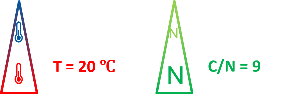 T = 20 ℃
N
N
C/N = 9